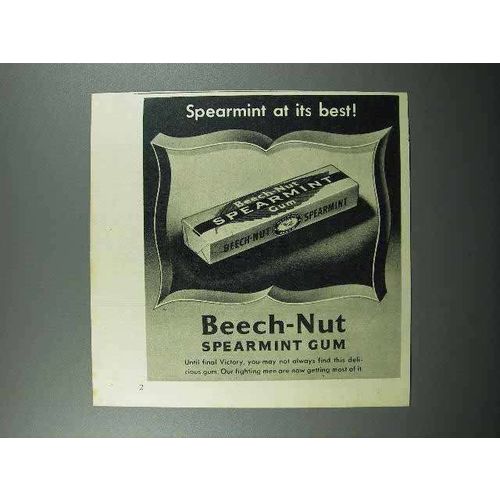 Spearmint at its best!
Beech-Nut
SPEARMINT
Gum
BEECH-NUT SPEARMINT
Beech-Nut
SPEARMINT GUM
Until final Victory, you may not always find this deli-
cious gum. Our fighting men are now getting most of it.
2